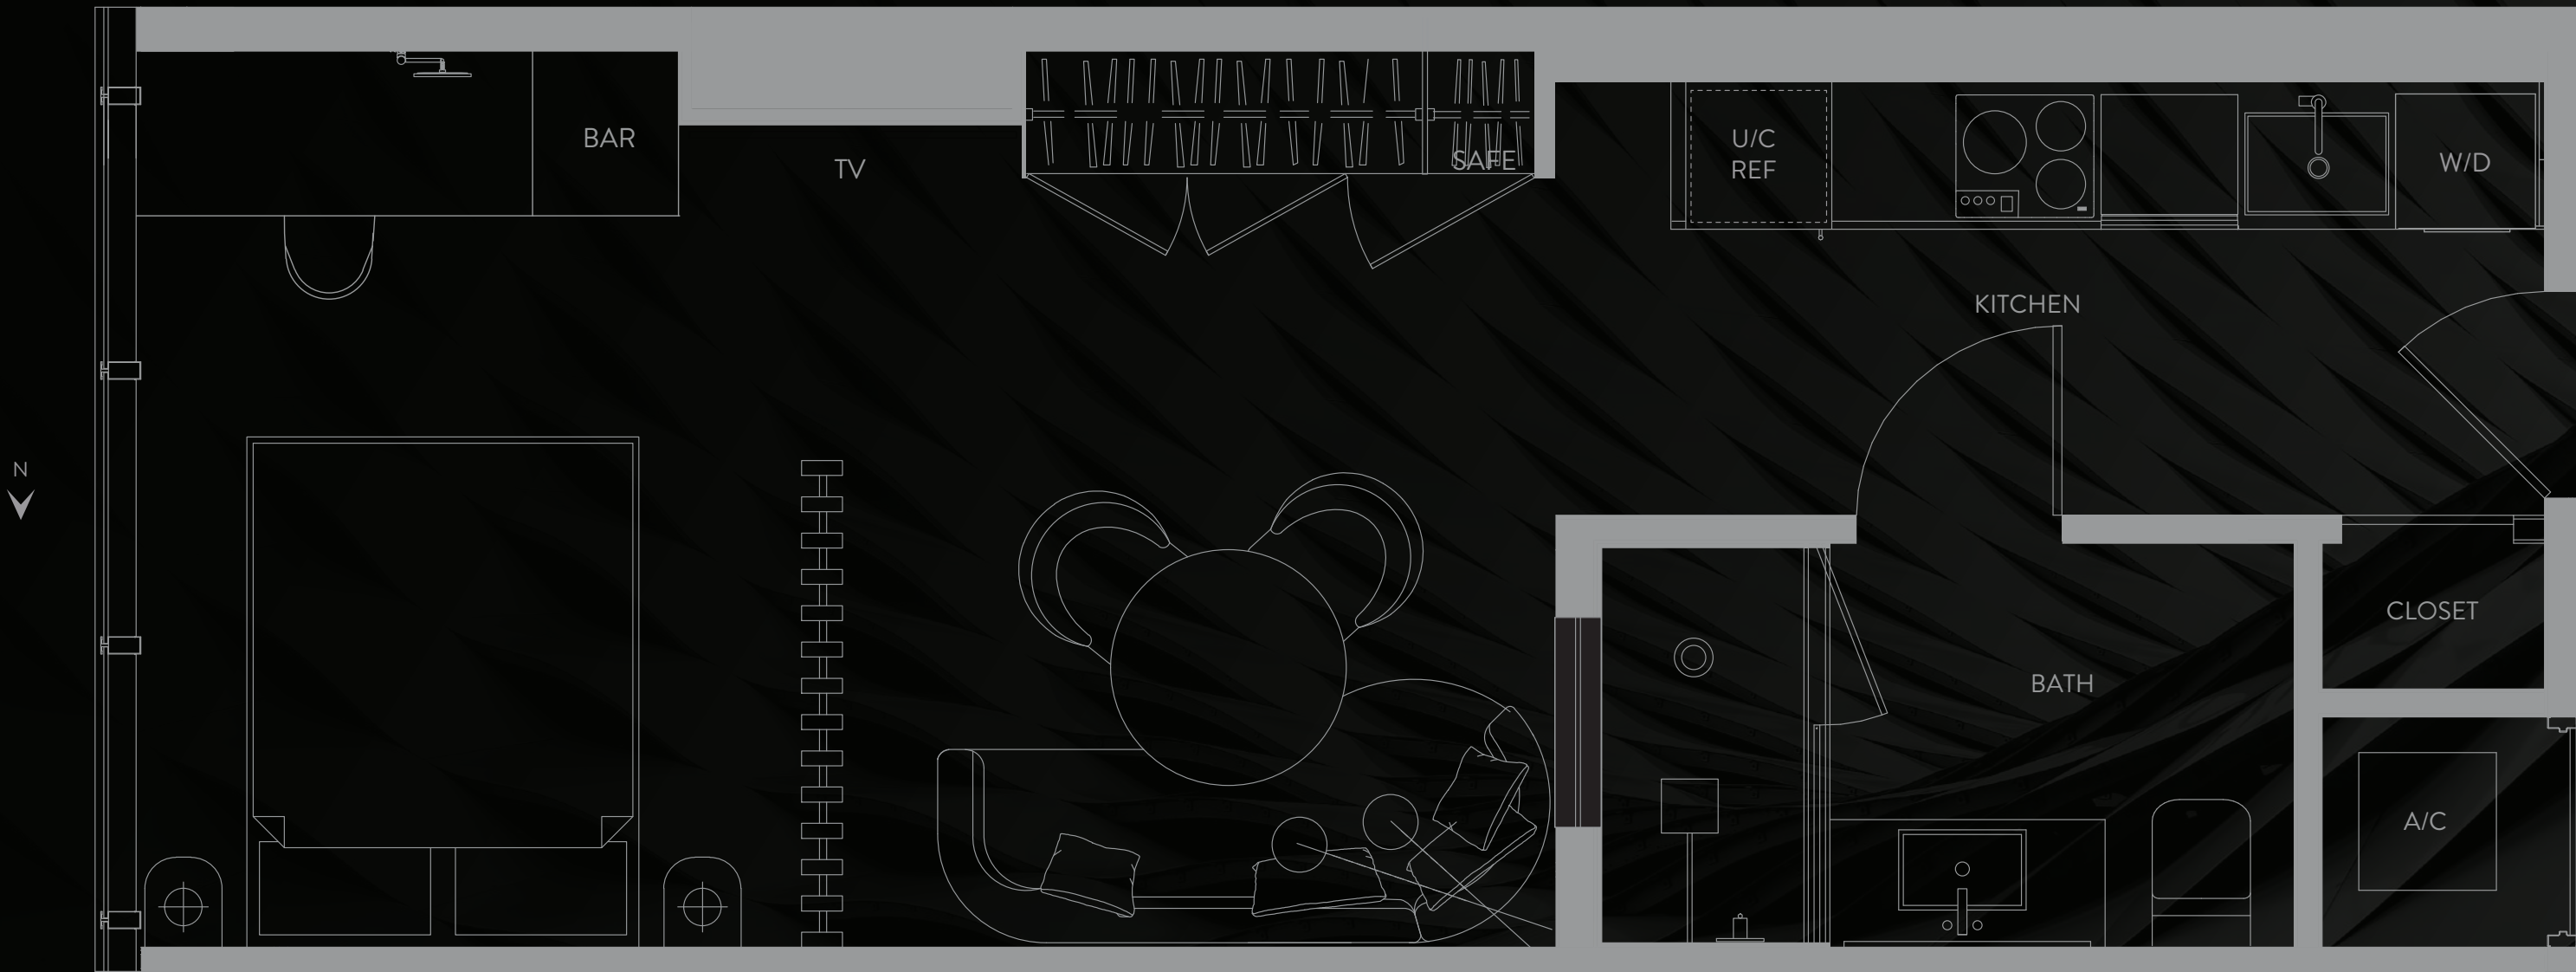 BAR
TV
SAFE
U/C
REF
W/D
KITCHEN
N
CLOSET
BATH
A/C